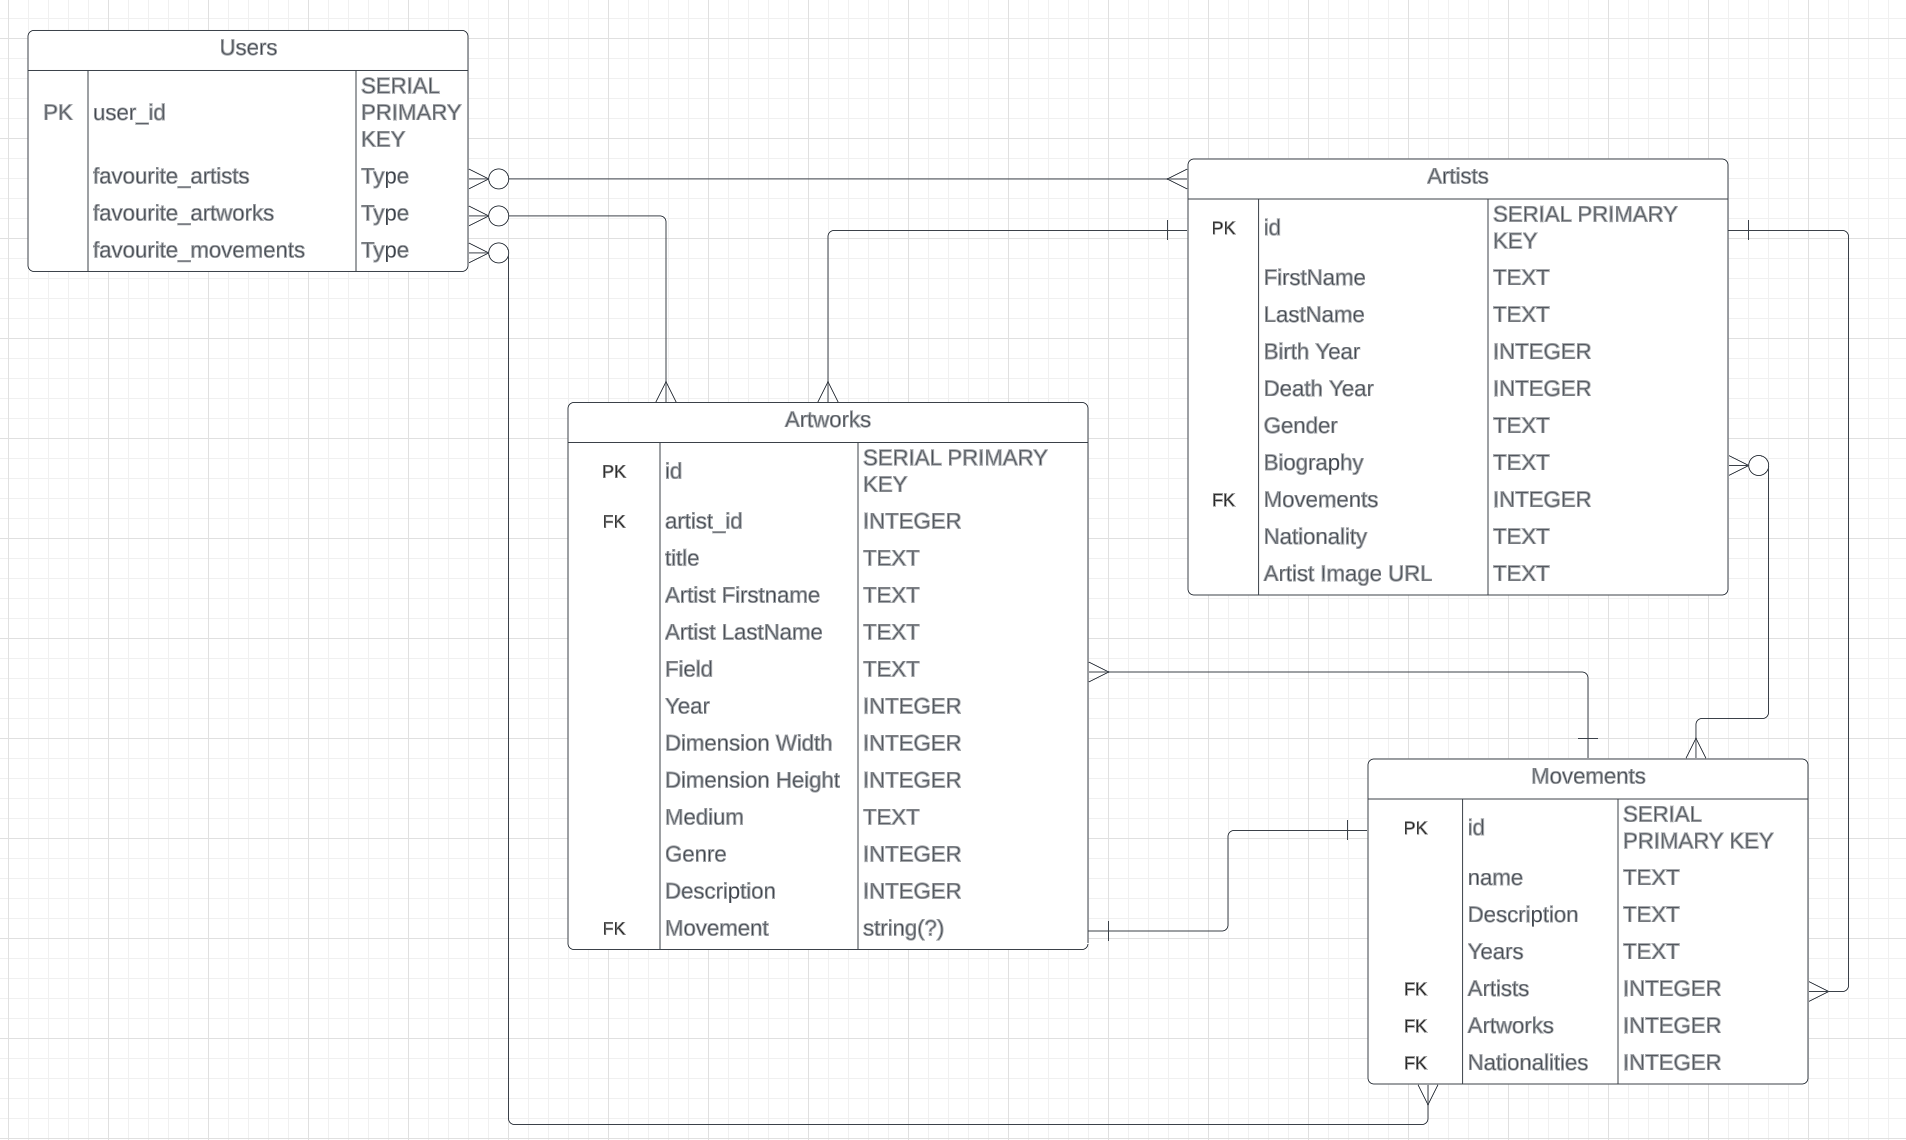 Users
PK user_id SERIAL
PRIMARY
KEY
favourite_artists Type
favourite_artworks Type
favourite_movements Type
Artists
PK id SERIAL PRIMARY
KEY
FirstName TEXT
LastName TEXT
Birth Year INTEGER
Death Year INTEGER
Gender TEXT
Biography TEXT
FK Movements INTEGER
Nationality TEXT
Artist Image URL TEXT
Artworks
PK id SERIAL PRIMARY
KEY
FK artist_id INTEGER
title TEXT
Artist Firstname TEXT
Artist LastName TEXT
Field TEXT
Year INTEGER
Dimension Width INTEGER
Dimension Height INTEGER
Medium TEXT
Genre INTEGER
Description INTEGER
FK Movement string(?)
Movements
PK id SERIAL
PRIMARY KEY
name TEXT
Description TEXT
Years TEXT
FK Artists INTEGER
FK Artworks INTEGER
FK Nationalities INTEGER